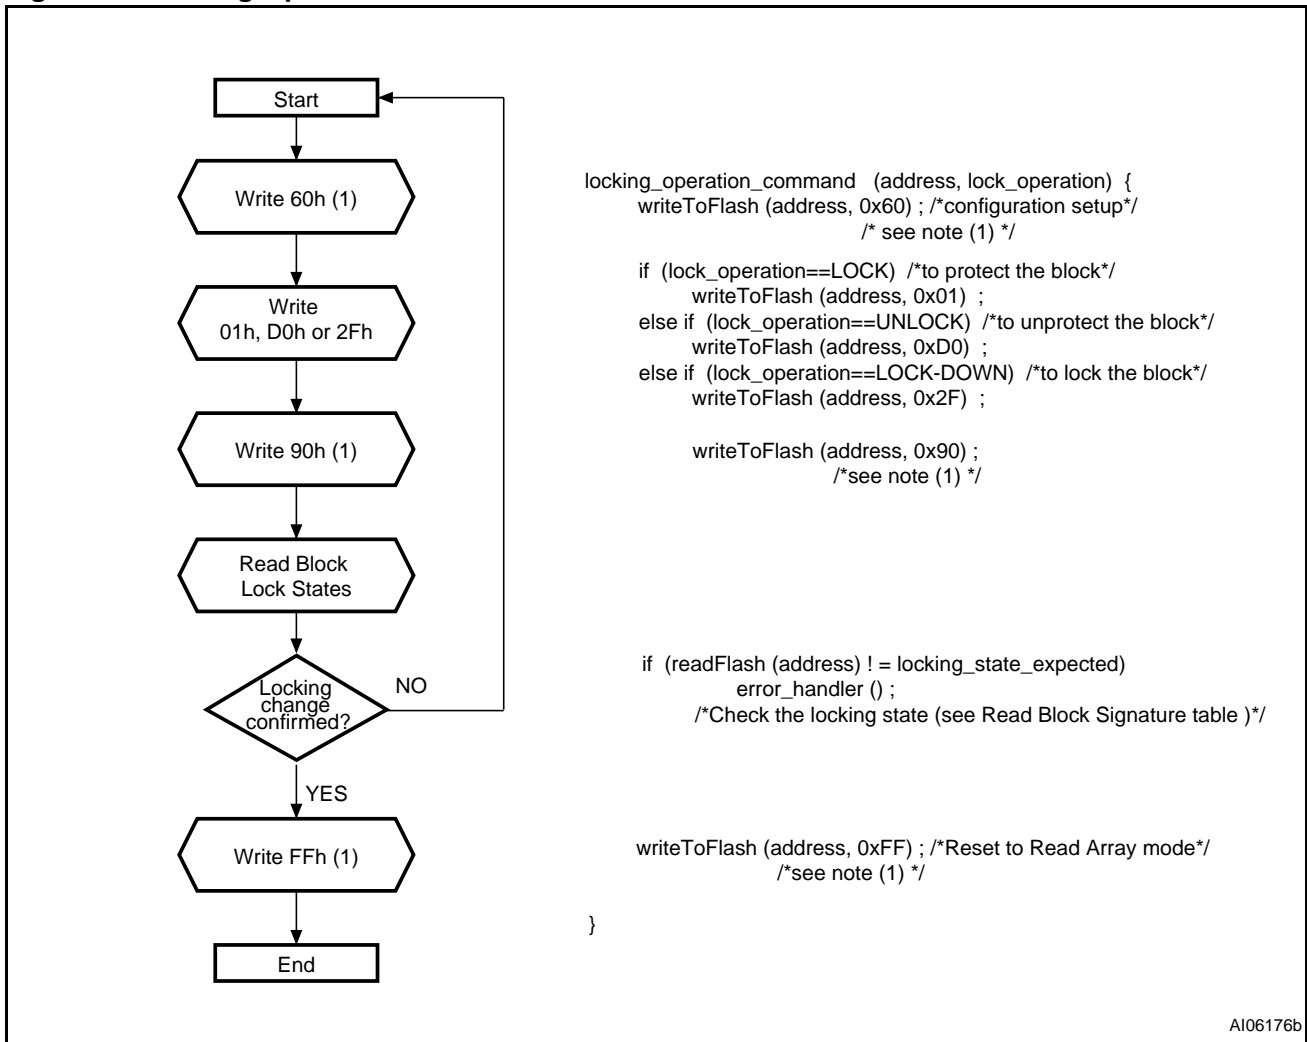 Start
Write 60h (1)
Write
01h, D0h or 2Fh
Write 90h (1)
Read Block
Lock States
Locking
change
confirmed?
NO
YES
Write FFh (1)
End
locking_operation_command (address, lock_operation) {
writeToFlash (address, 0x60) ; /*configuration setup*/
/* see note (1) */
if (lock_operation==LOCK) /*to protect the block*/
writeToFlash (address, 0x01) ;
else if (lock_operation==UNLOCK) /*to unprotect the block*/
writeToFlash (address, 0xD0) ;
else if (lock_operation==LOCK-DOWN) /*to lock the block*/
writeToFlash (address, 0x2F) ;
writeToFlash (address, 0x90) ;
/*see note (1) */
if (readFlash (address) ! = locking_state_expected)
error_handler () ;
/*Check the locking state (see Read Block Signature table )*/
writeToFlash (address, 0xFF) ; /*Reset to Read Array mode*/
/*see note (1) */
}
AI06176b